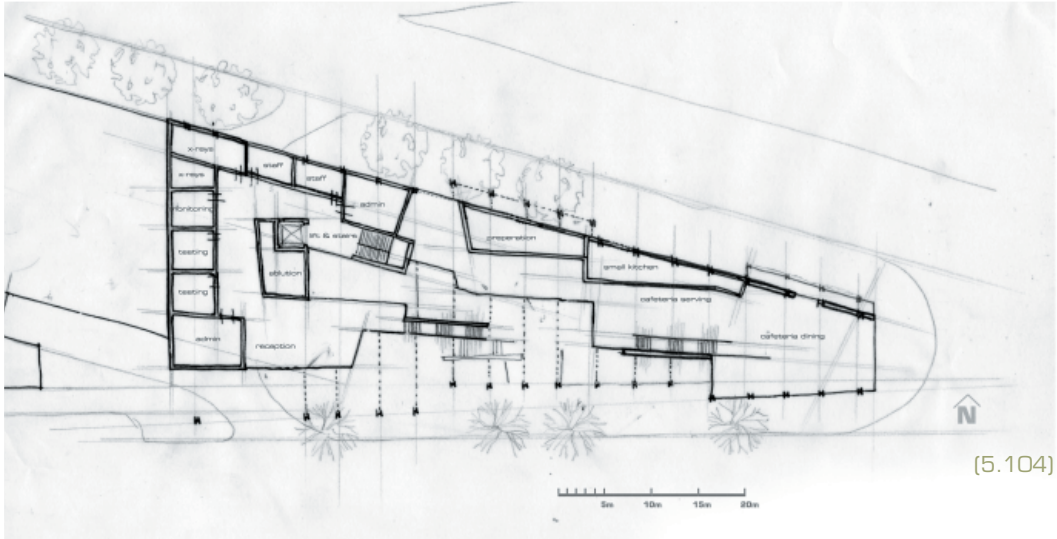 x-rays
staff
staff
x-rays
admin
monitoring
lift & stairs
preparation
testing
small kitchen
ablution
testing
cafeteria serving
admin
reception
cafeteria dining
N
(5.104)
5m 10m 15m 20m